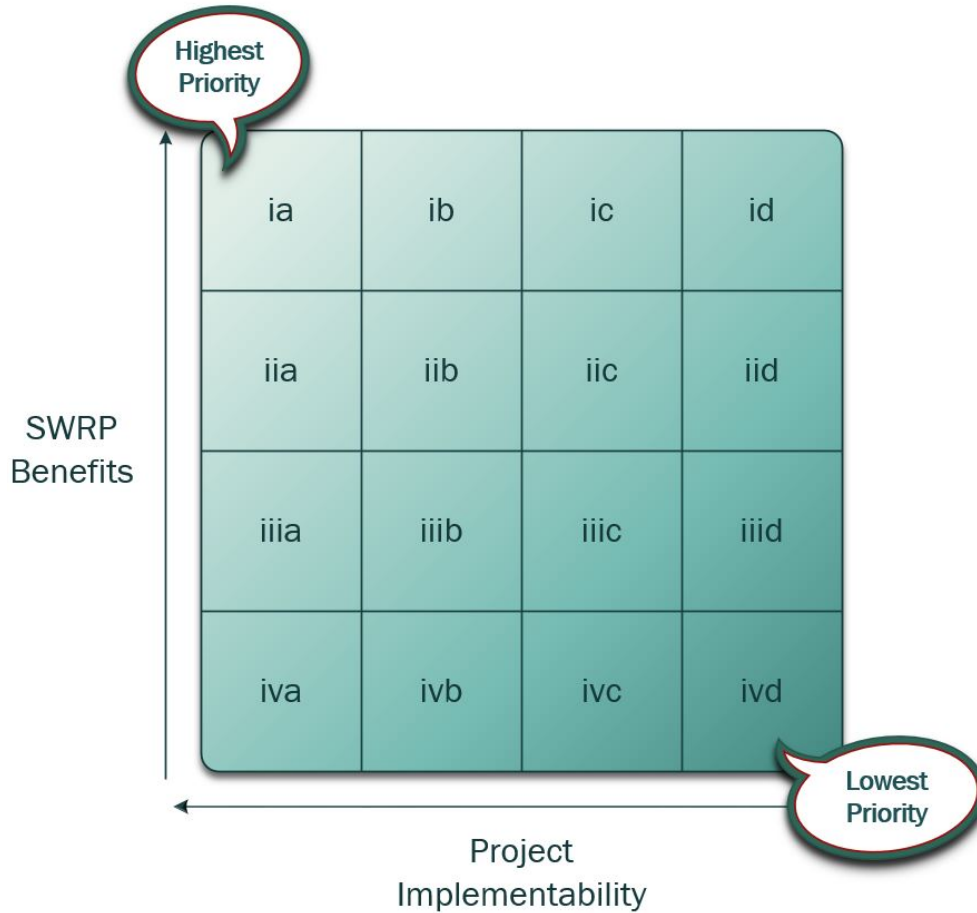 Highest
Priority
ia
ib
ic
id
iia
iib
iic
iid
SWRP
Benefits
iiia
iiib
iiic
iiid
iva
ivb
ivc
ivd
Lowest
Priority
Project
Implementability